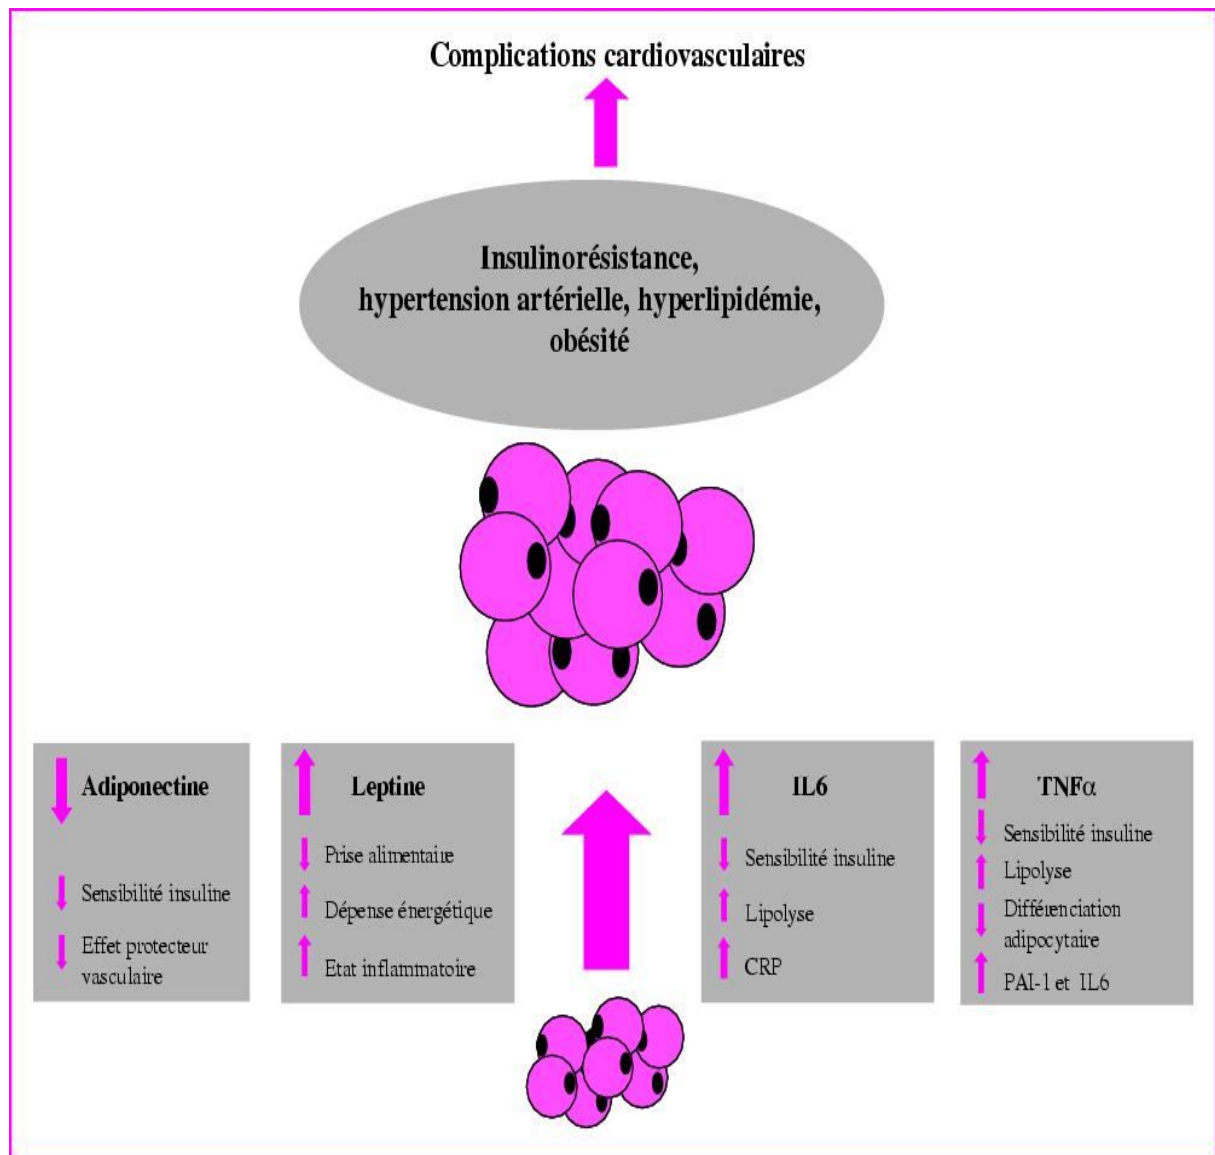 Complications cardiovasculaires
Insulinorésistance,
hypertension artérielle, hyperlipidémie,
obésité
Adiponectine
Sensibilité insuline
Effet protecteur
vasculaire
Leptine
Prise alimentaire
Dépense énergétique
Etat inflammatoire
IL6
Sensibilité insuline
Lipolyse
CRP
TNFα
Sensibilité insuline
Lipolyse
Différenciation
adipocytaire
PAI-1 et IL6